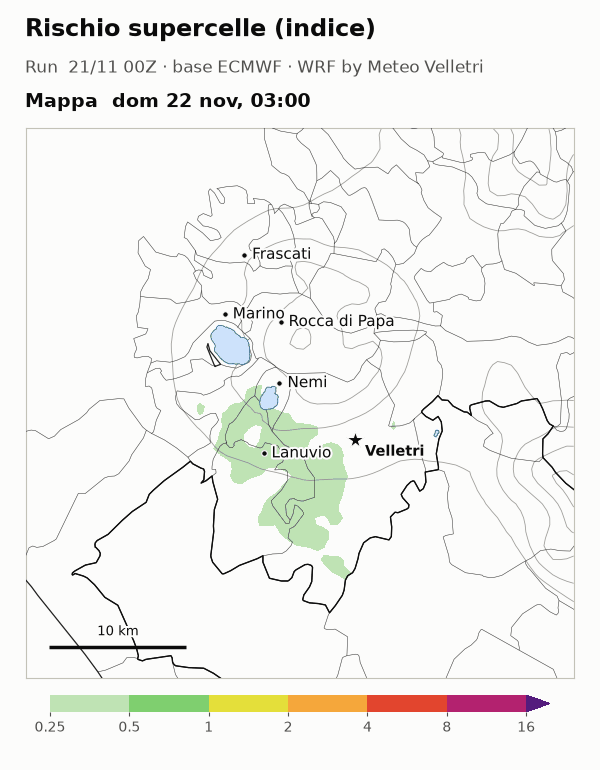 Rischio supercelle (indice)
Run  21/11 00Z · base ECMWF · WRF by Meteo Velletri
Mappa  dom 22 nov, 03:00
Frascati
Marino
Rocca di Papa
Nemi
Velletri
Lanuvio
10 km
0.25 0.5 1 2 4 8 16